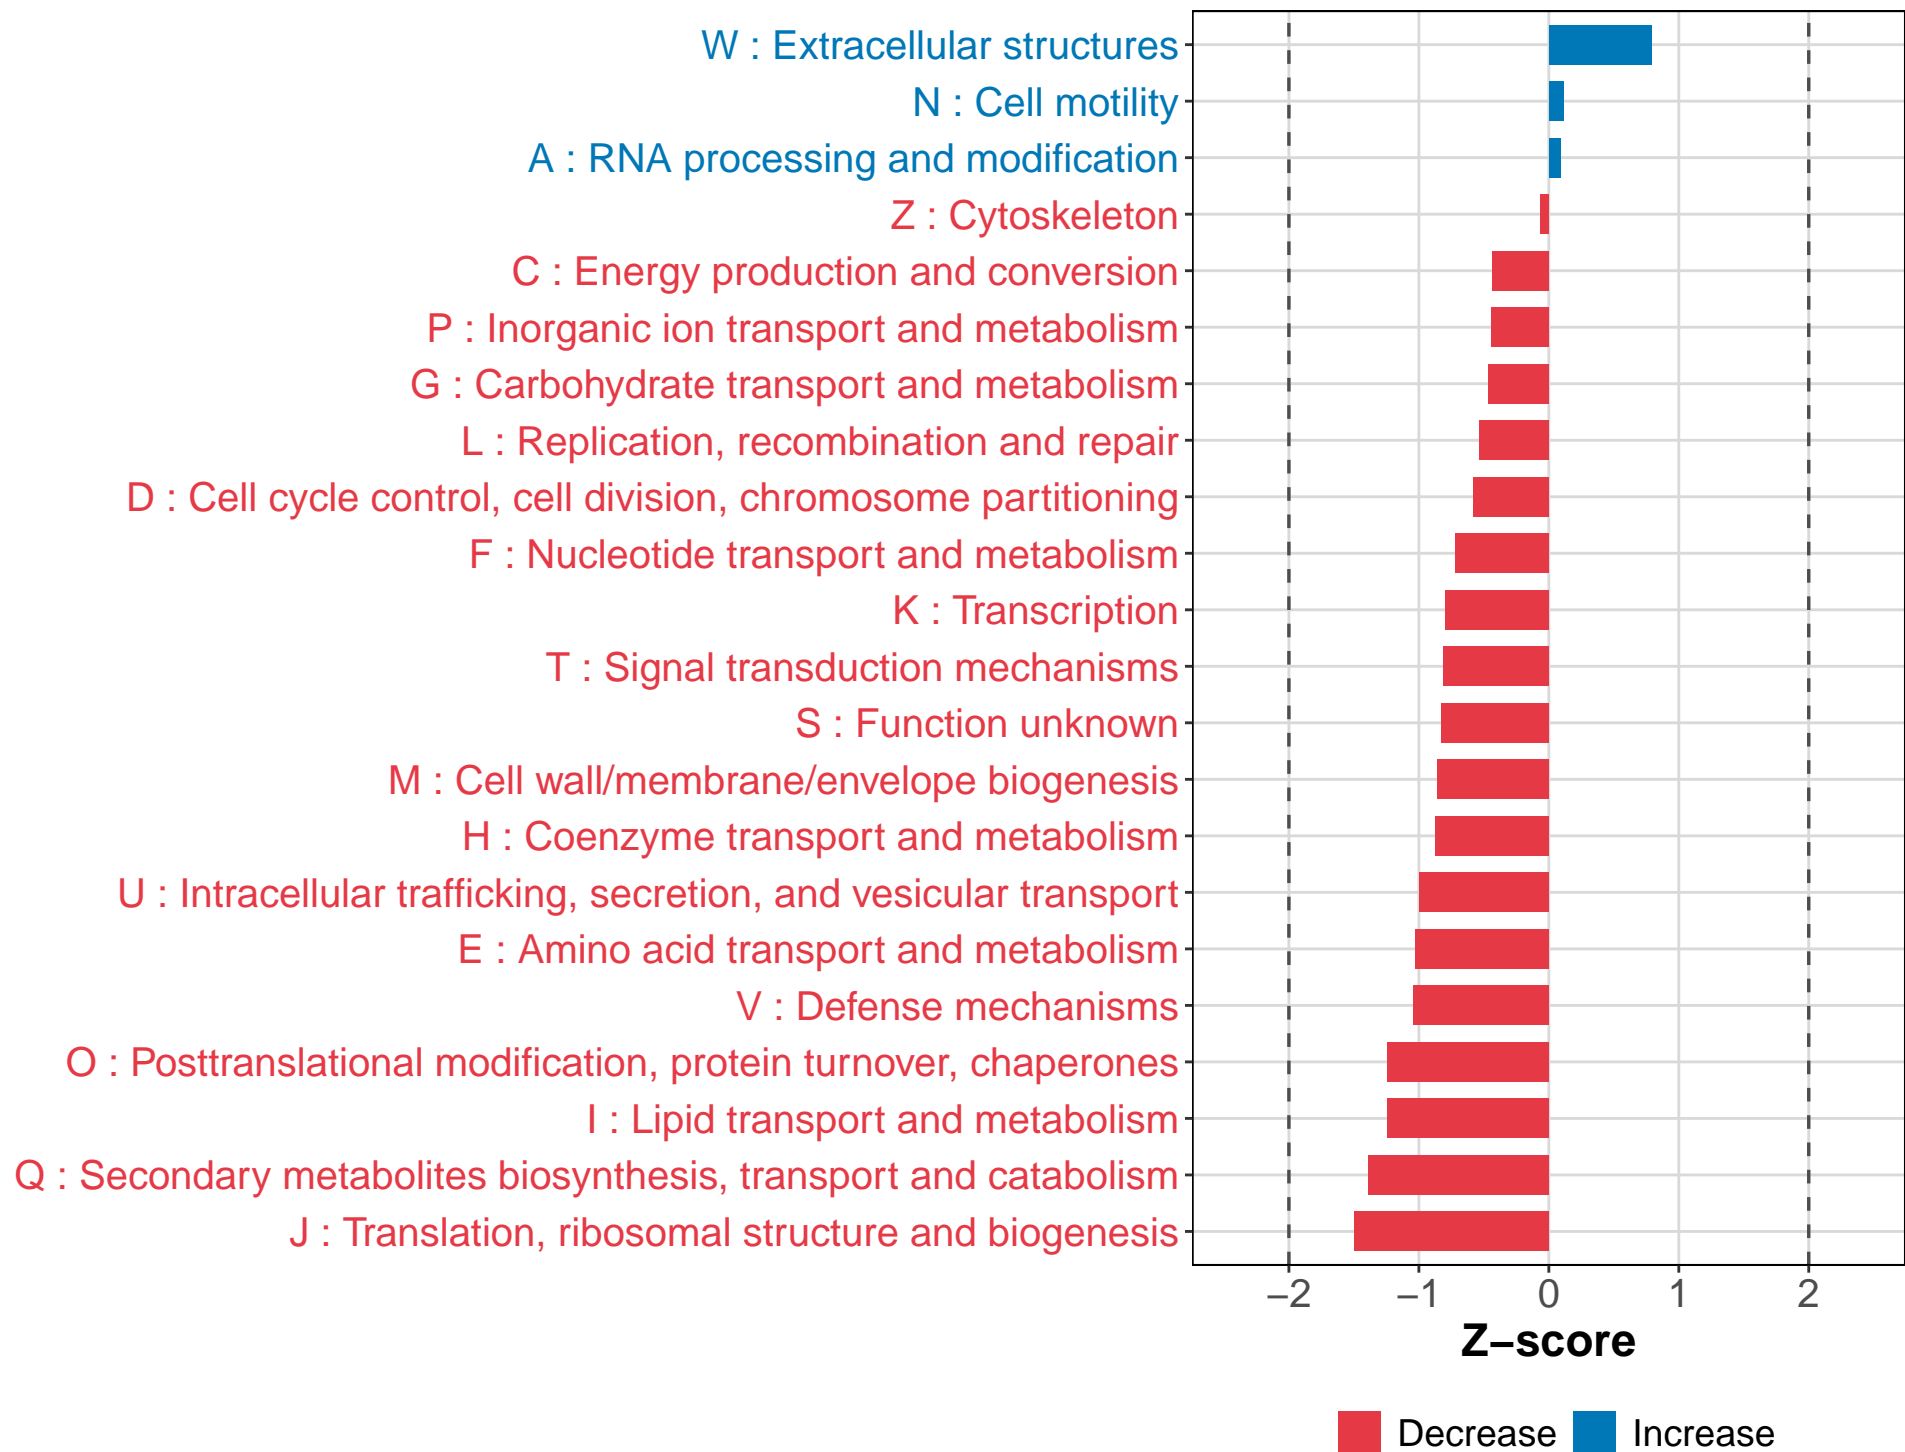 W : Extracellular structures
N : Cell motility
A : RNA processing and modification
Z : Cytoskeleton
C : Energy production and conversion
P : Inorganic ion transport and metabolism
G : Carbohydrate transport and metabolism
L : Replication, recombination and repair
D : Cell cycle control, cell division, chromosome partitioning
F : Nucleotide transport and metabolism
K : Transcription
T : Signal transduction mechanisms
S : Function unknown
M : Cell wall/membrane/envelope biogenesis
H : Coenzyme transport and metabolism
U : Intracellular trafficking, secretion, and vesicular transport
E : Amino acid transport and metabolism
V : Defense mechanisms
O : Posttranslational modification, protein turnover, chaperones
I : Lipid transport and metabolism
Q : Secondary metabolites biosynthesis, transport and catabolism
J : Translation, ribosomal structure and biogenesis
−2 −1 0 1 2
Z−score
Decrease Increase